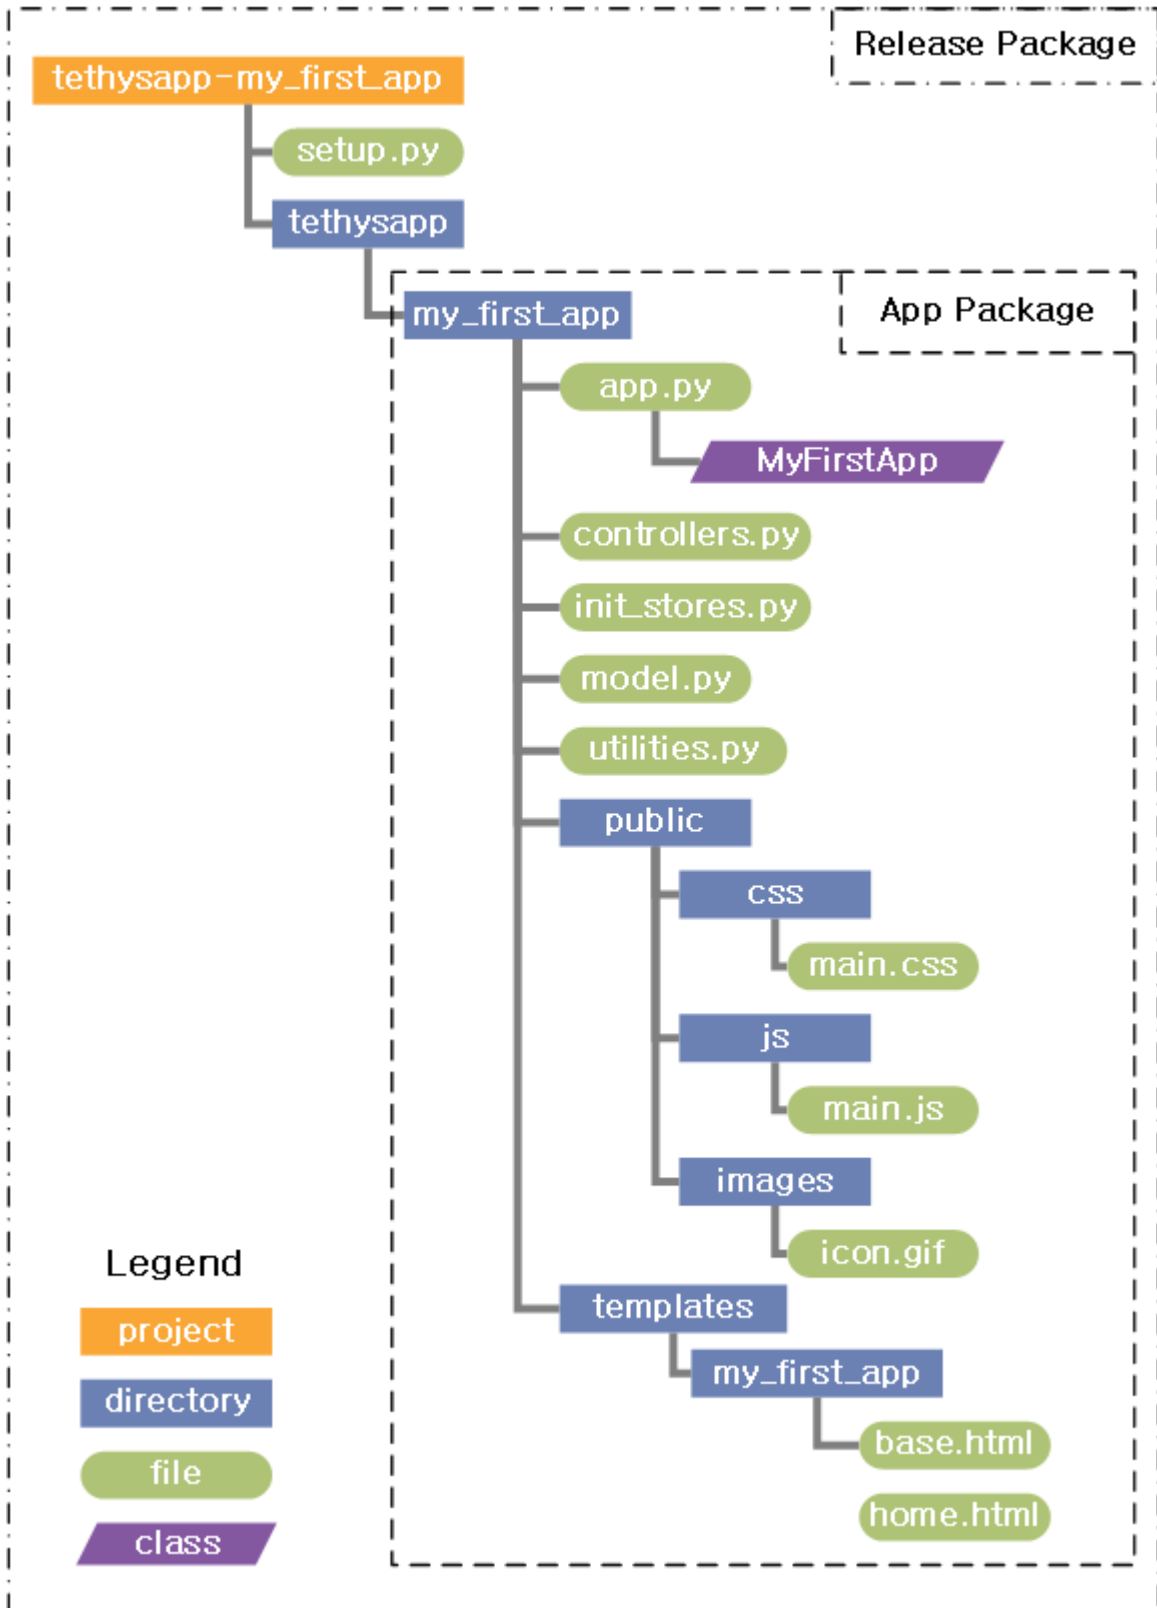 Release Package
tethysapp-my_first_app
setup.py
tethysapp
App Package
my_first_app
app.py
MyFirstApp
controllers.py
init_stores.py
model.py
utilities.py
public
css
main.css
js
main.js
images
icon.gif
templates
my_first_app
base.html
home.html
Legend
project
directory
file
class